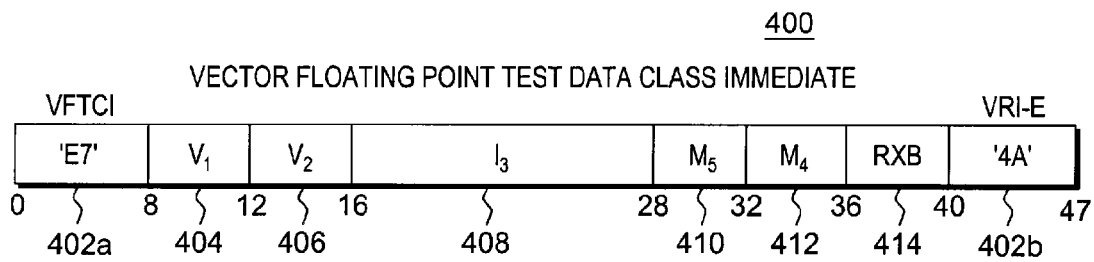 400
VECTOR FLOATING POINT TEST DATA CLASS IMMEDIATE
VFTCI VRI-E
'E7' V1 V2 I3 M5 M4 RXB '4A'
0 8 12 16 28 32 36 40 47
402a 404 406 408 410 412 414 402b